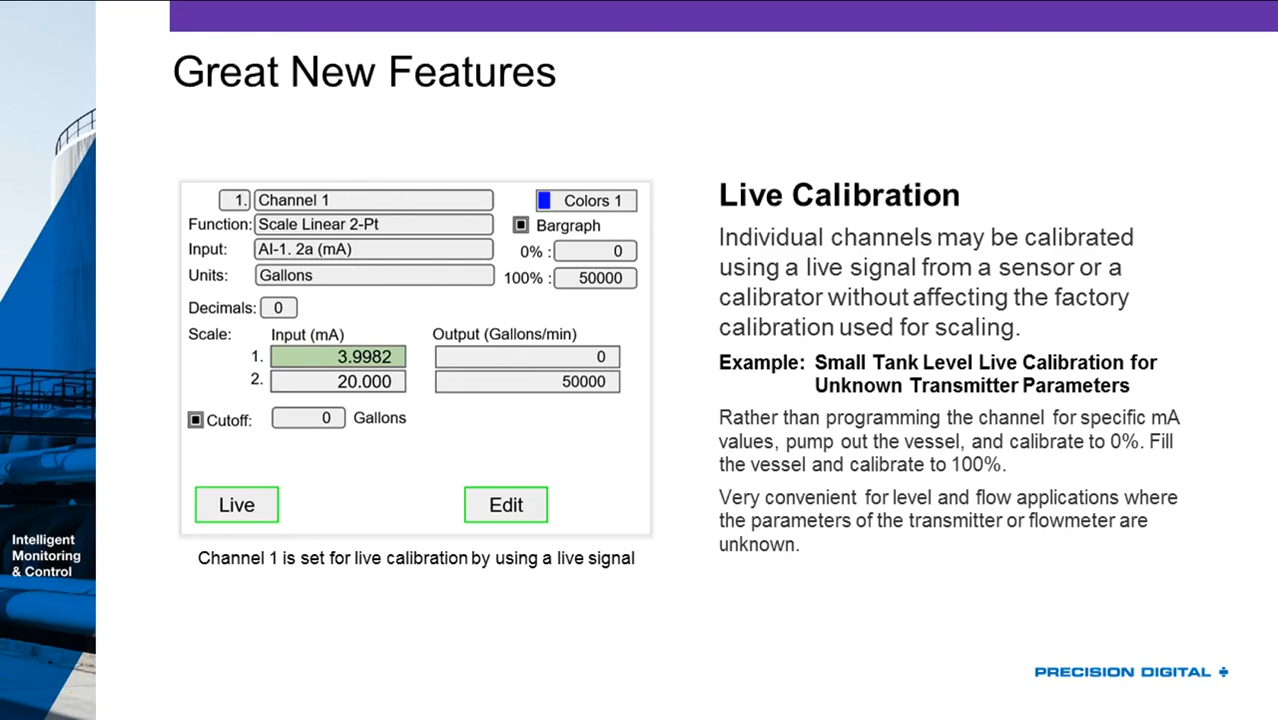 Great New Features
1. Channel 1
Colors 1
Function: Scale Linear 2-Pt
Bargraph
Input: AI-1. 2a (mA)
0% : 0
Units: Gallons
100% : 50000
Decimals: 0
Scale: Input (mA) Output (Gallons/min)
1. 3.9982 0
2. 20.000 50000
Cutoff: 0 Gallons
Live Edit
Channel 1 is set for live calibration by using a live signal
Live Calibration
Individual channels may be calibrated
using a live signal from a sensor or a
calibrator without affecting the factory
calibration used for scaling.
Example: Small Tank Level Live Calibration for
Unknown Transmitter Parameters
Rather than programming the channel for specific mA
values, pump out the vessel, and calibrate to 0%. Fill
the vessel and calibrate to 100%.
Very convenient for level and flow applications where
the parameters of the transmitter or flowmeter are
unknown.
Intelligent
Monitoring
& Control
PRECISION DIGITAL